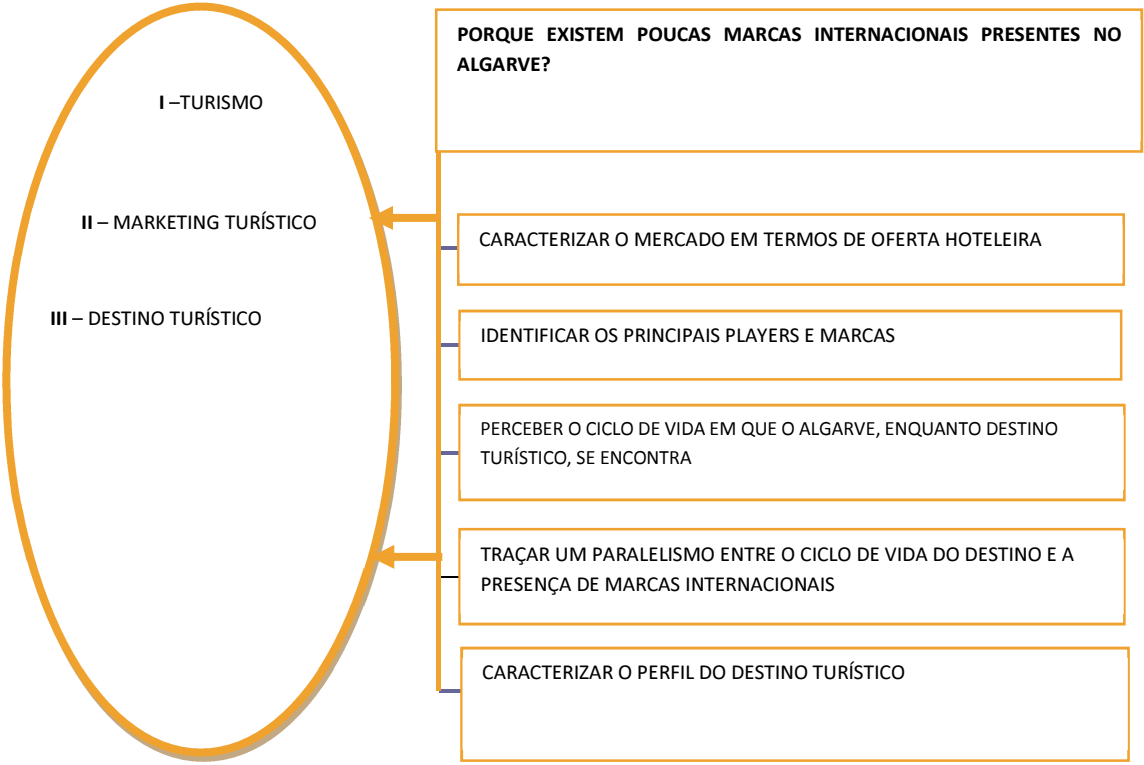 I –TURISMO
II – MARKETING TURÍSTICO
III – DESTINO TURÍSTICO
PORQUE EXISTEM POUCAS MARCAS INTERNACIONAIS PRESENTES NO
ALGARVE?
CARACTERIZAR O MERCADO EM TERMOS DE OFERTA HOTELEIRA
IDENTIFICAR OS PRINCIPAIS PLAYERS E MARCAS
PERCEBER O CICLO DE VIDA EM QUE O ALGARVE, ENQUANTO DESTINO
TURÍSTICO, SE ENCONTRA
TRAÇAR UM PARALELISMO ENTRE O CICLO DE VIDA DO DESTINO E A
PRESENÇA DE MARCAS INTERNACIONAIS
CARACTERIZAR O PERFIL DO DESTINO TURÍSTICO